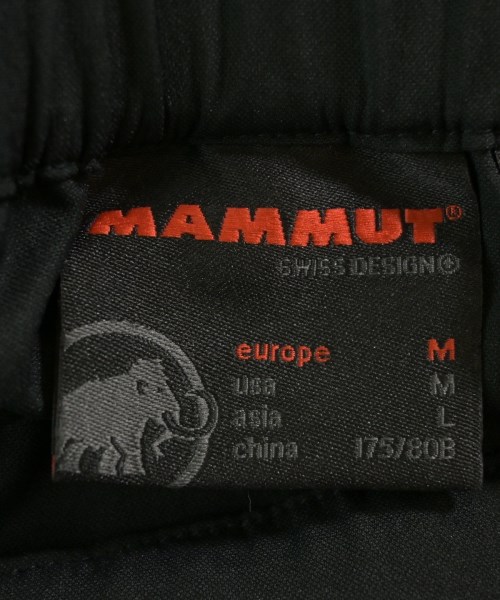 MAMMUT®
SWISS DESIGN
europe M
usa M
asia L
china 175/80B